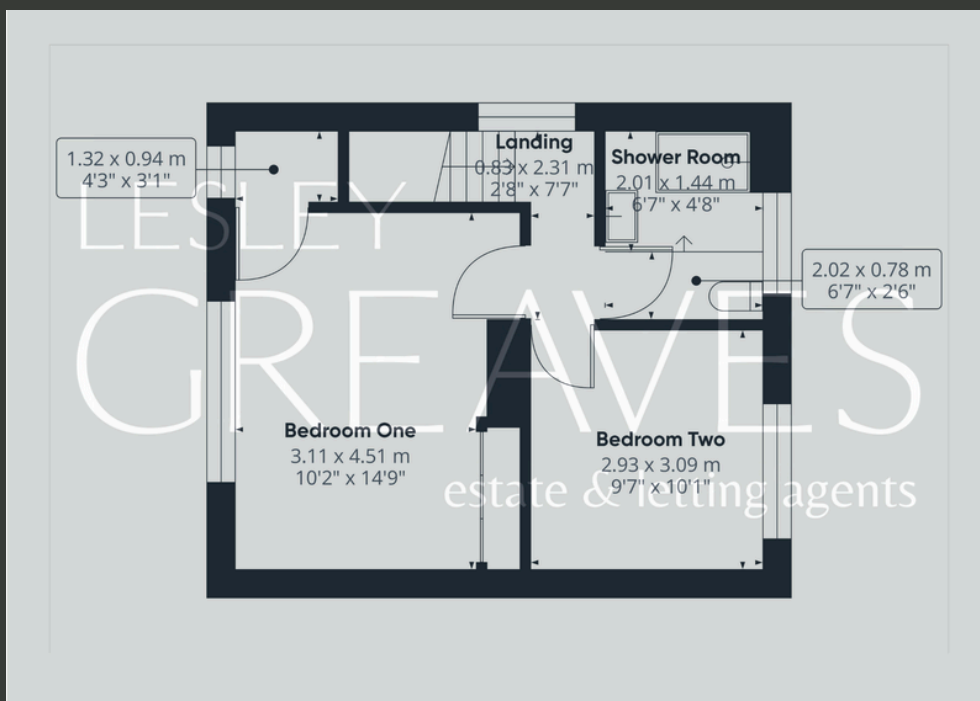 Landing
0.83 x 2.31 m
2'8" x 7'7"
Shower Room
2.01 x 1.44 m
6'7" x 4'8"
1.32 x 0.94 m
4'3" x 3'1"
2.02 x 0.78 m
6'7" x 2'6"
LESLEY
GREAVES
Bedroom One
3.11 x 4.51 m
10'2" x 14'9"
Bedroom Two
2.93 x 3.09 m
9'7" x 10'1"
estate & letting agents